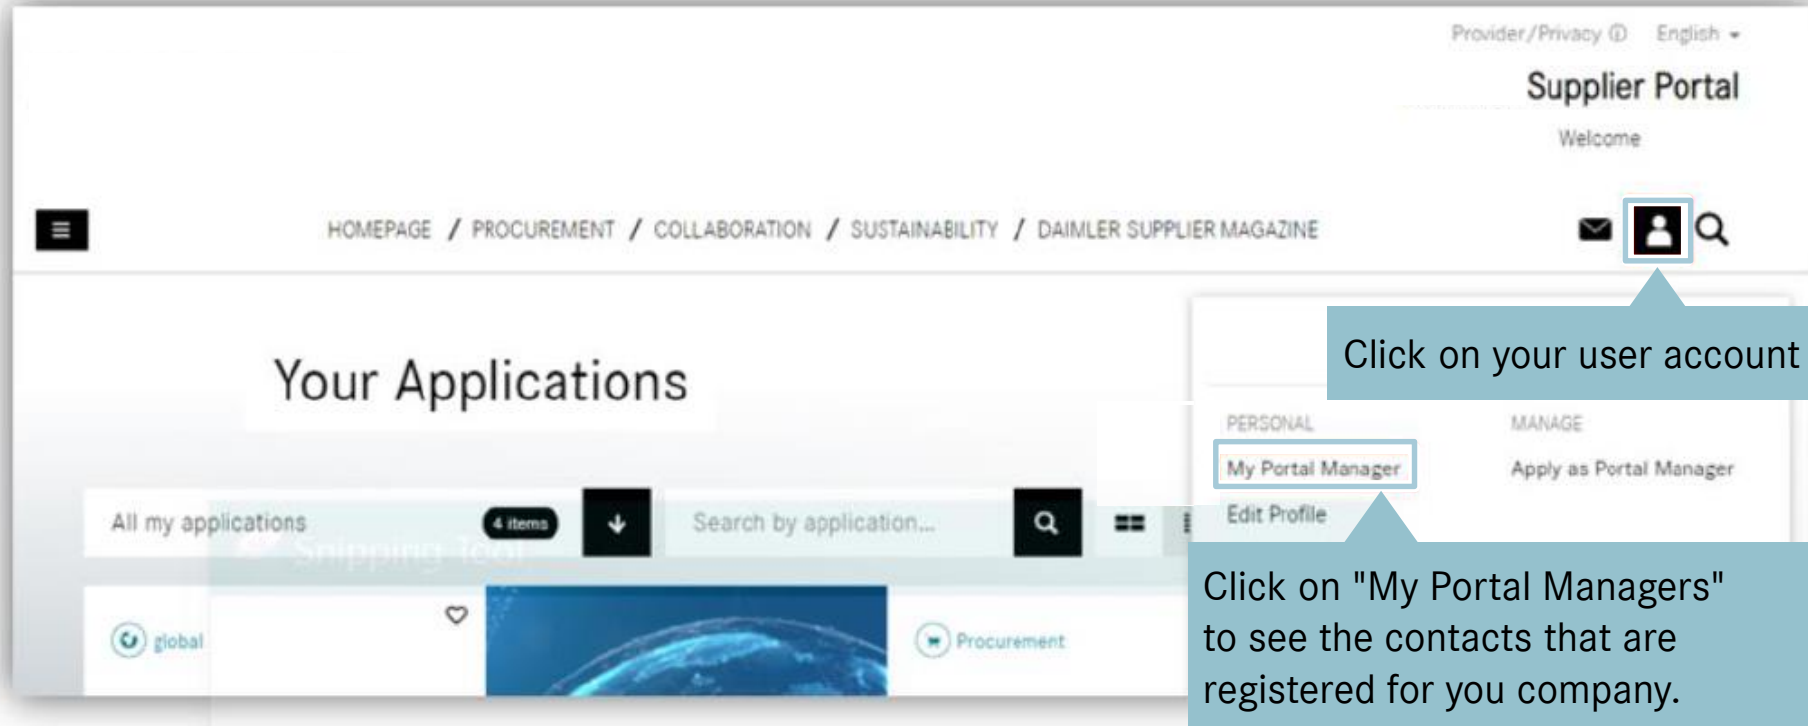 Provider/Privacy ⓘ English
Supplier Portal
Welcome
HOMEPAGE / PROCUREMENT / COLLABORATION / SUSTAINABILITY / DAIMLER SUPPLIER MAGAZINE
Click on your user account
Your Applications
PERSONAL MANAGE
My Portal Manager Apply as Portal Manager
All my applications 4 items Search by application... Edit Profile
Snipping Tool
Click on "My Portal Managers"
to see the contacts that are
registered for you company.
global Procurement